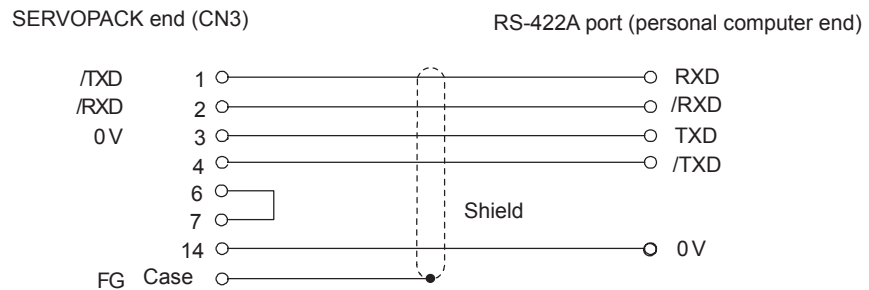 SERVOPACK end (CN3) RS-422A port (personal computer end)
/TXD 1 RXD
/RXD 2 /RXD
0 V 3 TXD
4 /TXD
6
7
Shield
14 0 V
FG Case